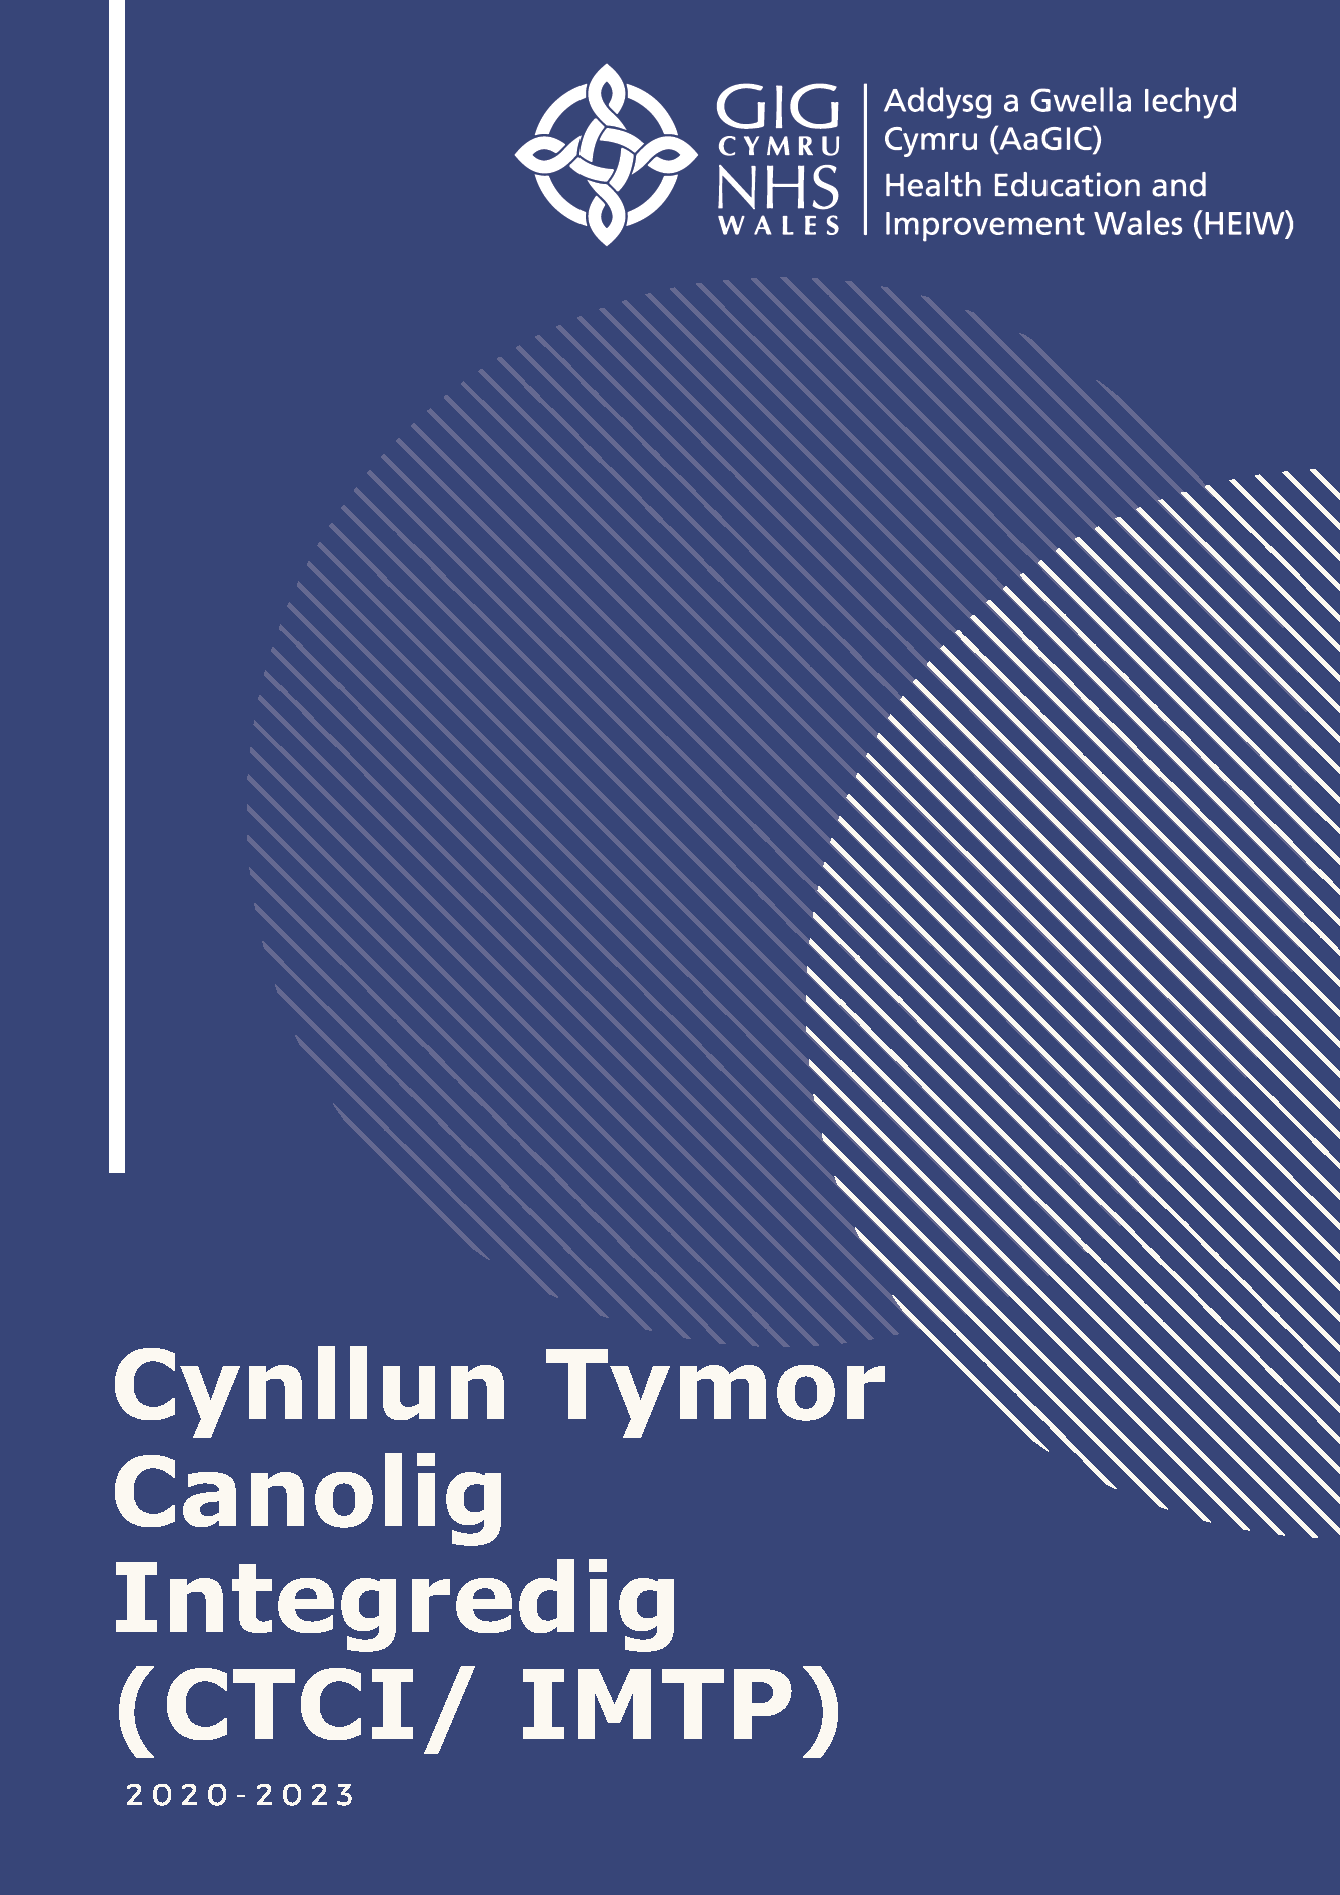 GIG
CYMRU
NHS
WALES
Addysg a Gwella Iechyd
Cymru (AaGIC)
Health Education and
Improvement Wales (HEIW)
Cynllun Tymor
Canolig
Integredig
(CTCI/ IMTP)
2020-2023